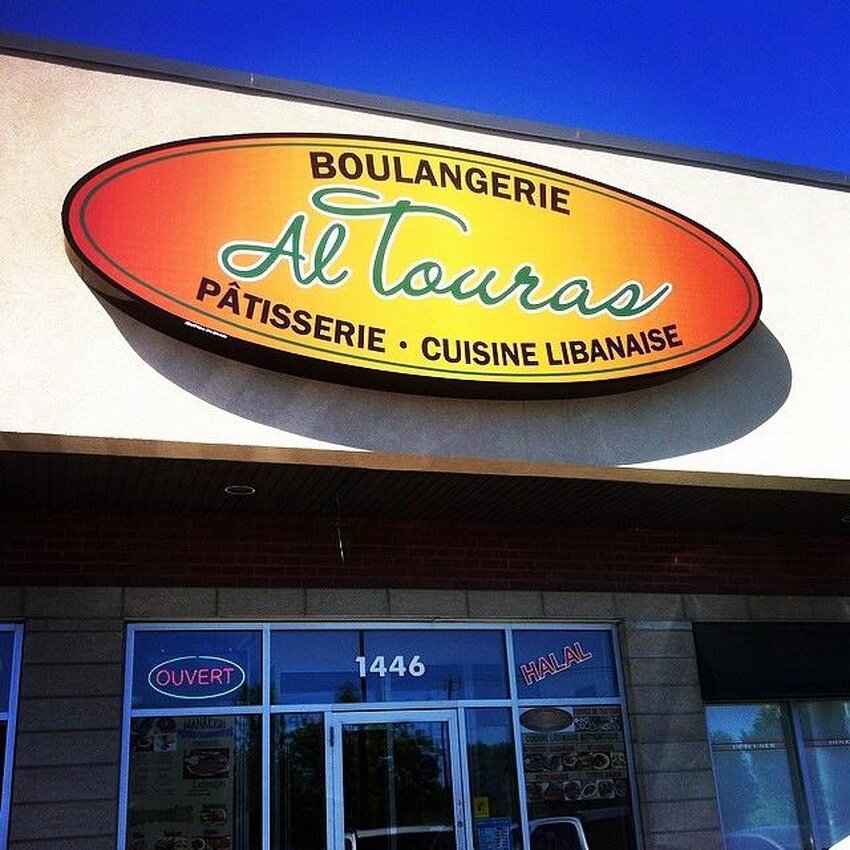 BOULANGERIE
Al Touras
PÂTISSERIE • CUISINE LIBANAISE
OUVERT
1446
HALAL